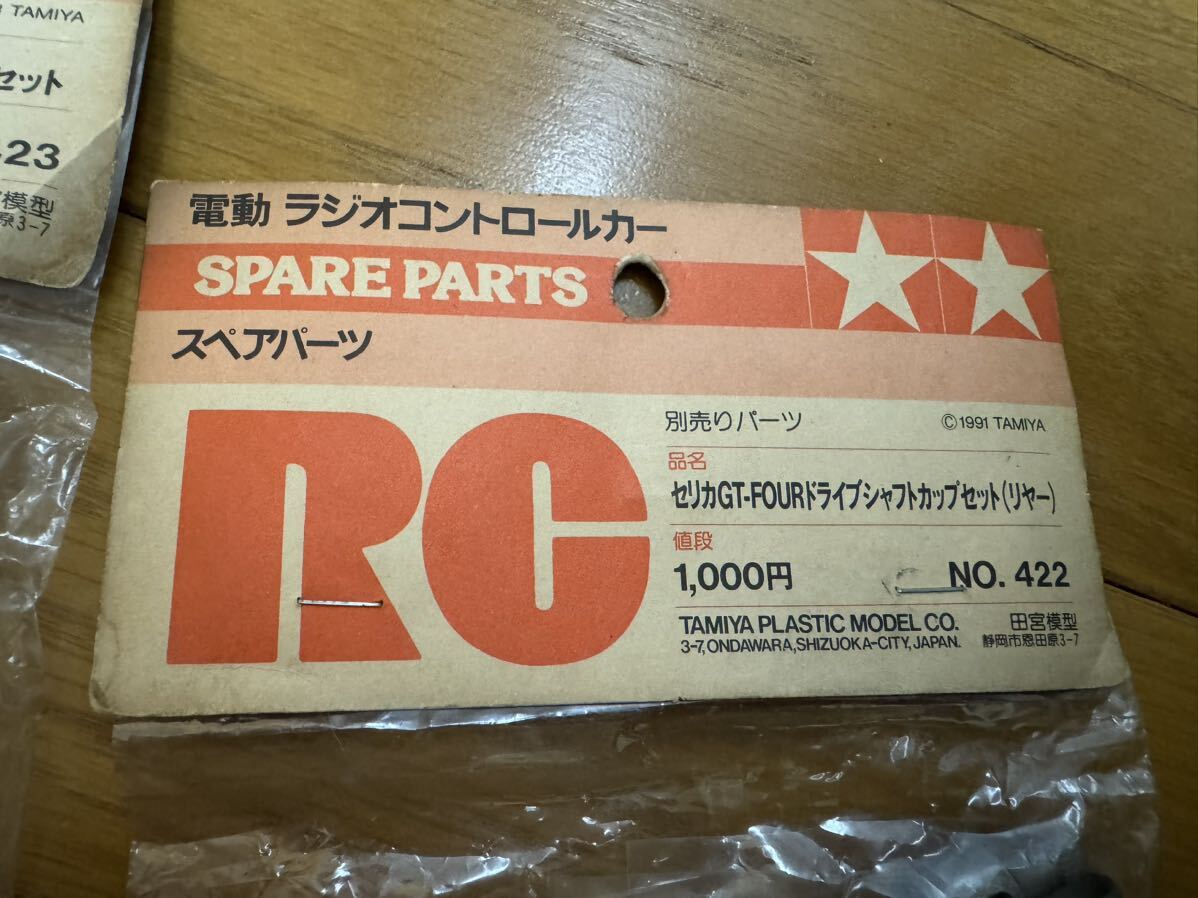 TAMIYA
セット
23
宮模型
原3-7
電動 ラジオコントロールカー
SPARE PARTS
スペアパーツ
RC
別売りパーツ
©1991 TAMIYA
品名
セリカGT-FOURドライブシャフトカップセット(リヤー)
値段
1,000円
NO. 422
TAMIYA PLASTIC MODEL CO.
田宮模型
3-7, ONDAWARA, SHIZUOKA-CITY, JAPAN.
静岡市恩田原3-7